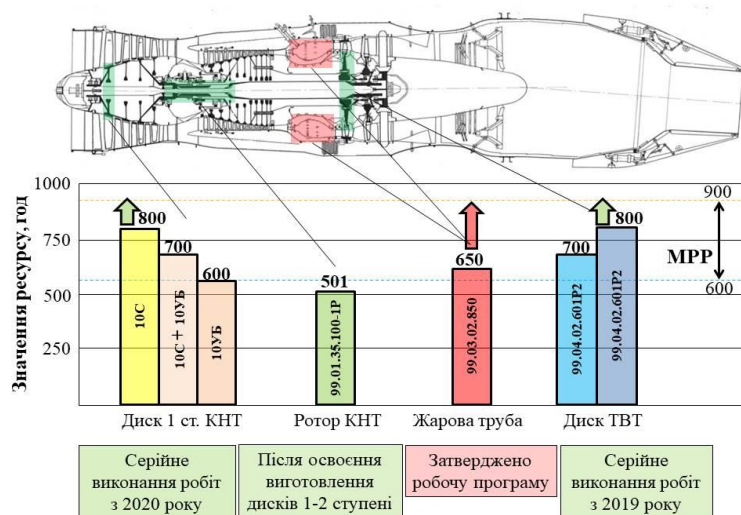 Значення ресурсу, год
1000
750
500
250
800
700
600
501
650
700
800
900
МРР
600
10С
10С + 10УБ
10УБ
99.01.35.100-1Р
99.03.02.850
99.04.02.601Р2
99.04.02.601Р2
Диск 1 ст. КНТ
Ротор КНТ
Жарова труба
Диск ТВТ
Серійне
виконання робіт
з 2020 року
Після освоєння
виготовлення
дисків 1-2 ступені
Затверджено
робочу програму
Серійне
виконання робіт
з 2019 року